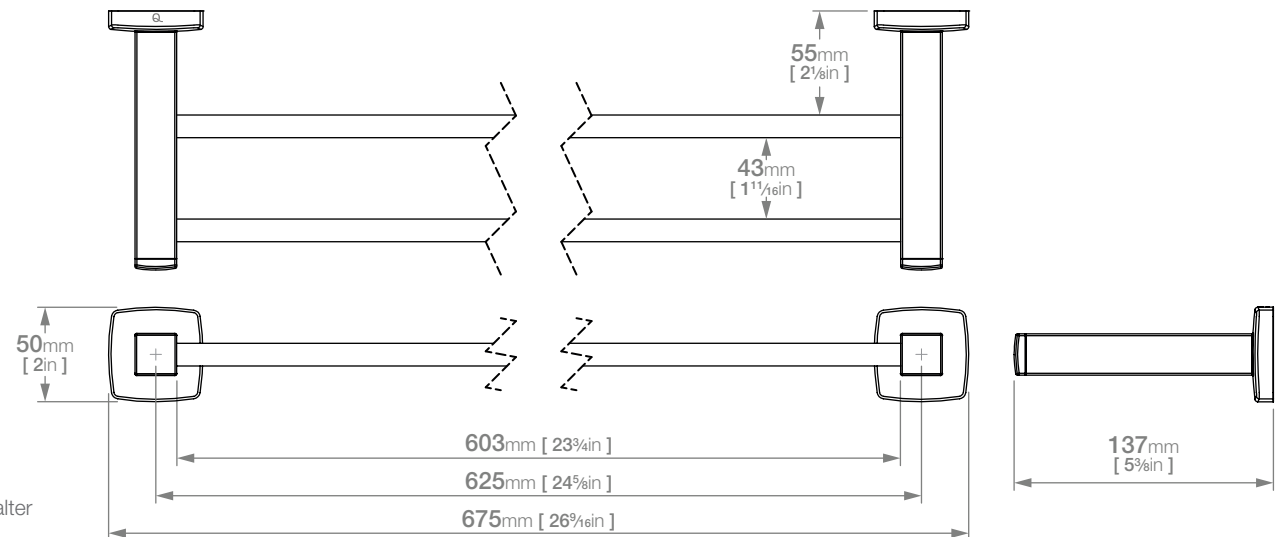 55mm
[ 2⅛in ]
43mm
[ 1¹¹⁄₁₆in ]
50mm
[ 2in ]
603mm [ 23¾in ]
625mm [ 24⅝in ]
675mm [ 26⁹⁄₁₆in ]
137mm
[ 5⅜in ]
alter